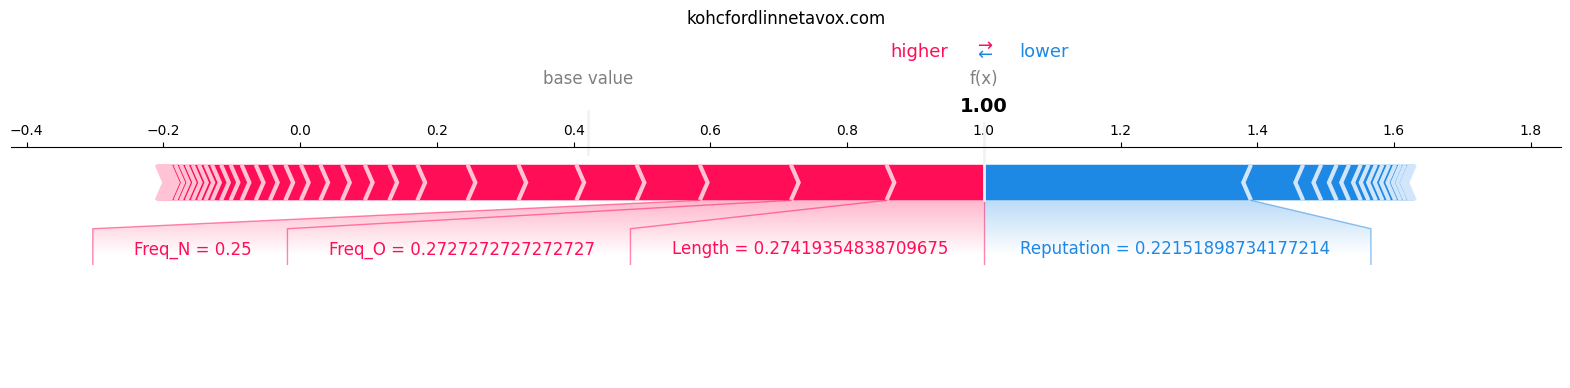 kohcfordlinnetavox.com
higher ⇄ lower
base value f(x)
1.00
−0.4 −0.2 0.0 0.2 0.4 0.6 0.8 1.0 1.2 1.4 1.6 1.8
Freq_N = 0.25 Freq_O = 0.2727272727272727 Length = 0.27419354838709675 Reputation = 0.22151898734177214